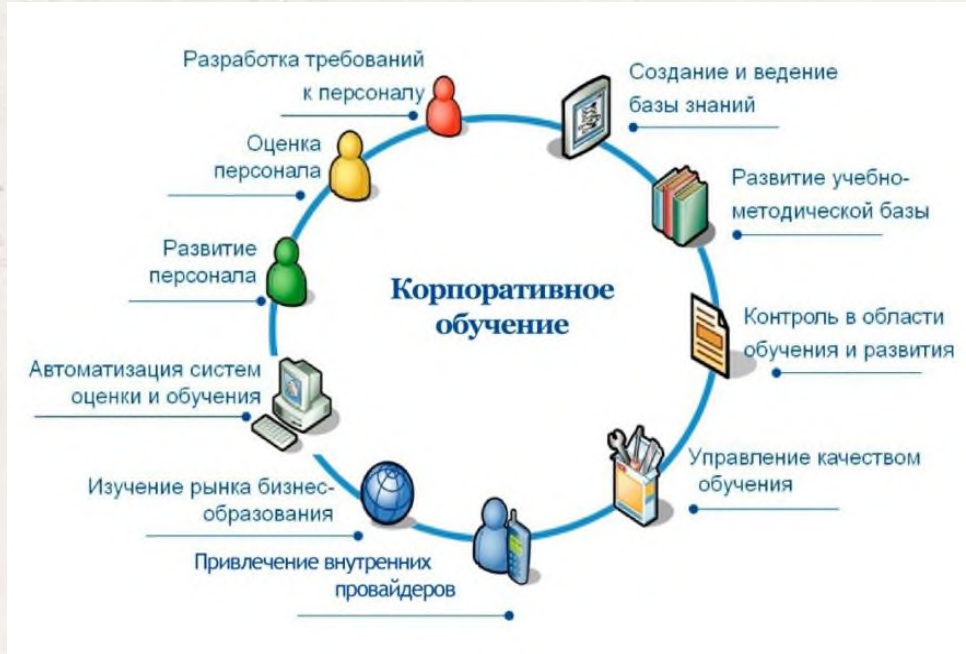 Разработка требований
к персоналу
Создание и ведение
базы знаний
Оценка
персонала
Развитие учебно-
методической базы
Развитие
персонала
Корпоративное
обучение
Контроль в области
обучения и развития
Автоматизация систем
оценки и обучения
Управление качеством
обучения
Изучение рынка бизнес-
образования
Привлечение внутренних
провайдеров